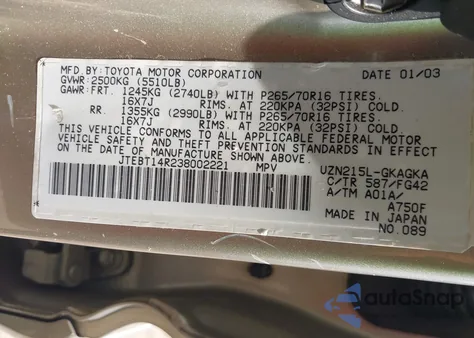 MFD.BY:TOYOTA MOTOR CORPORATION DATE 01/03
GVWR 2500KG (5510LB)
GAWR:FRT. 1245KG (2740LB) WITH P265/70R16 TIRES.
16X7J RIMS. AT 220KPA (32PSI) COLD.
RR. 1355KG (2990LB) WITH P265/70R16 TIRES.
16X7J RIMS. AT 220KPA (32PSI) COLD.
THIS VEHICLE CONFORMS TO ALL APPLICABLE FEDERAL MOTOR
VEHICLE SAFETY AND THEFT PREVENTION STANDARDS IN EFFECT
ON THE DATE OF MANUFACTURE SHOWN ABOVE.
JTEBT14R238002221 MPV
UZN215L-GKAGKA
C/TR 587/FG42
A/TM A01A/
A750F
MADE IN JAPAN
NO.089
autoSnap